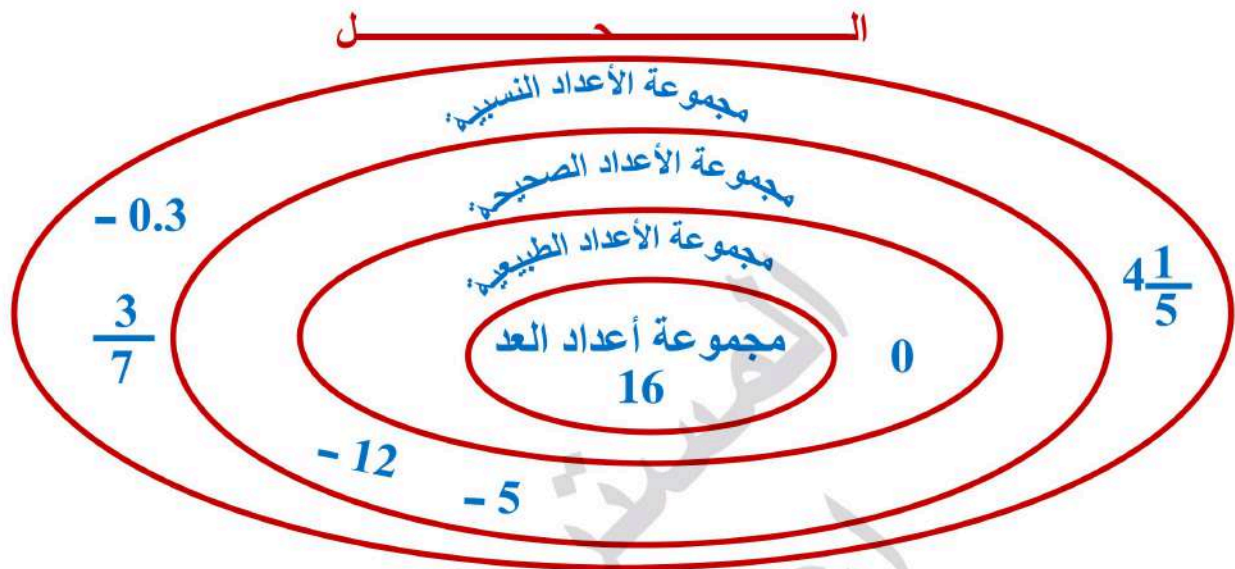 الـــحـــل
مجموعة الأعداد النسبية
مجموعة الأعداد الصحيحة
مجموعة الأعداد الطبيعية
مجموعة أعداد العد
16
0
- 0.3
3/7
4 1/5
- 12
- 5